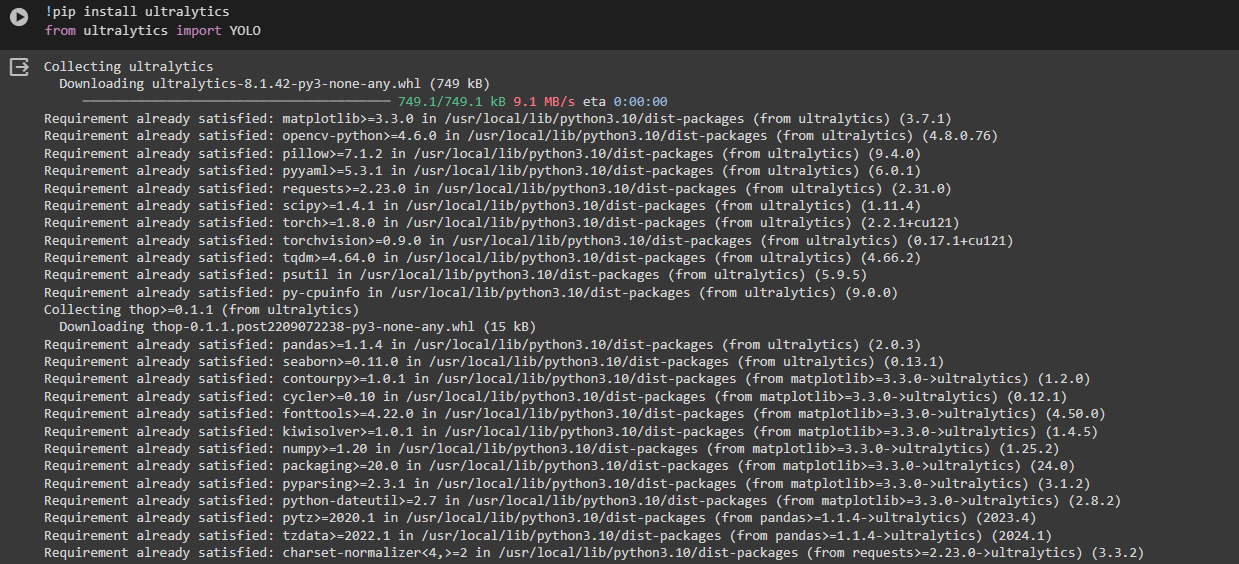 !pip install ultralytics
from ultralytics import YOLO
Collecting ultralytics
Downloading ultralytics-8.1.42-py3-none-any.whl (749 kB)
749.1/749.1 kB 9.1 MB/s eta 0:00:00
Requirement already satisfied: matplotlib>=3.3.0 in /usr/local/lib/python3.10/dist-packages (from ultralytics) (3.7.1)
Requirement already satisfied: opencv-python>=4.6.0 in /usr/local/lib/python3.10/dist-packages (from ultralytics) (4.8.0.76)
Requirement already satisfied: pillow>=7.1.2 in /usr/local/lib/python3.10/dist-packages (from ultralytics) (9.4.0)
Requirement already satisfied: pyyaml>=5.3.1 in /usr/local/lib/python3.10/dist-packages (from ultralytics) (6.0.1)
Requirement already satisfied: requests>=2.23.0 in /usr/local/lib/python3.10/dist-packages (from ultralytics) (2.31.0)
Requirement already satisfied: scipy>=1.4.1 in /usr/local/lib/python3.10/dist-packages (from ultralytics) (1.11.4)
Requirement already satisfied: torch>=1.8.0 in /usr/local/lib/python3.10/dist-packages (from ultralytics) (2.2.1+cu121)
Requirement already satisfied: torchvision>=0.9.0 in /usr/local/lib/python3.10/dist-packages (from ultralytics) (0.17.1+cu121)
Requirement already satisfied: tqdm>=4.64.0 in /usr/local/lib/python3.10/dist-packages (from ultralytics) (4.66.2)
Requirement already satisfied: psutil in /usr/local/lib/python3.10/dist-packages (from ultralytics) (5.9.5)
Requirement already satisfied: py-cpuinfo in /usr/local/lib/python3.10/dist-packages (from ultralytics) (9.0.0)
Collecting thop>=0.1.1 (from ultralytics)
Downloading thop-0.1.1.post2209072238-py3-none-any.whl (15 kB)
Requirement already satisfied: pandas>=1.1.4 in /usr/local/lib/python3.10/dist-packages (from ultralytics) (2.0.3)
Requirement already satisfied: seaborn>=0.11.0 in /usr/local/lib/python3.10/dist-packages (from ultralytics) (0.13.1)
Requirement already satisfied: contourpy>=1.0.1 in /usr/local/lib/python3.10/dist-packages (from matplotlib>=3.3.0->ultralytics) (1.2.0)
Requirement already satisfied: cycler>=0.10 in /usr/local/lib/python3.10/dist-packages (from matplotlib>=3.3.0->ultralytics) (0.12.1)
Requirement already satisfied: fonttools>=4.22.0 in /usr/local/lib/python3.10/dist-packages (from matplotlib>=3.3.0->ultralytics) (4.50.0)
Requirement already satisfied: kiwisolver>=1.0.1 in /usr/local/lib/python3.10/dist-packages (from matplotlib>=3.3.0->ultralytics) (1.4.5)
Requirement already satisfied: numpy>=1.20 in /usr/local/lib/python3.10/dist-packages (from matplotlib>=3.3.0->ultralytics) (1.25.2)
Requirement already satisfied: packaging>=20.0 in /usr/local/lib/python3.10/dist-packages (from matplotlib>=3.3.0->ultralytics) (24.0)
Requirement already satisfied: pyparsing>=2.3.1 in /usr/local/lib/python3.10/dist-packages (from matplotlib>=3.3.0->ultralytics) (3.1.2)
Requirement already satisfied: python-dateutil>=2.7 in /usr/local/lib/python3.10/dist-packages (from matplotlib>=3.3.0->ultralytics) (2.8.2)
Requirement already satisfied: pytz>=2020.1 in /usr/local/lib/python3.10/dist-packages (from pandas>=1.1.4->ultralytics) (2023.4)
Requirement already satisfied: tzdata>=2022.1 in /usr/local/lib/python3.10/dist-packages (from pandas>=1.1.4->ultralytics) (2024.1)
Requirement already satisfied: charset-normalizer<4,>=2 in /usr/local/lib/python3.10/dist-packages (from requests>=2.23.0->ultralytics) (3.3.2)